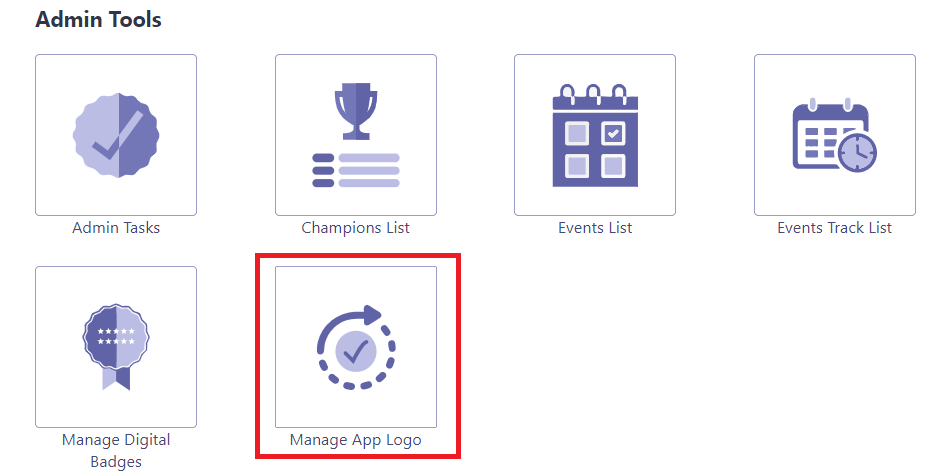 Admin Tools
Admin Tasks
Champions List
Events List
Events Track List
Manage Digital
Badges
Manage App Logo